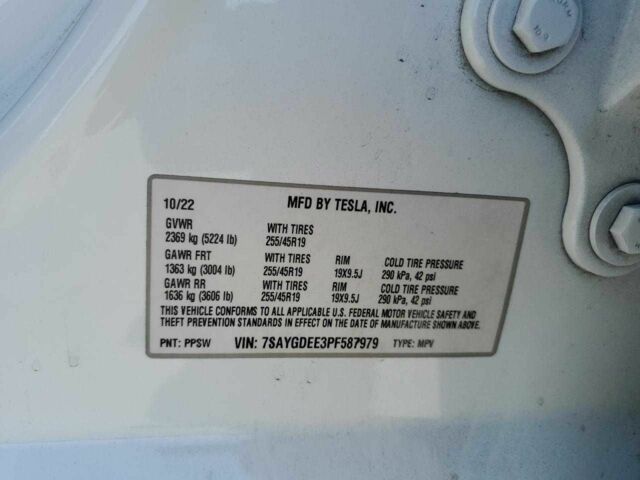 10/22 MFD BY TESLA, INC.
GVWR WITH TIRES
2369 kg (5224 lb) 255/45R19
GAWR FRT WITH TIRES RIM COLD TIRE PRESSURE
1363 kg (3004 lb) 255/45R19 19X9.5J 290 kPa, 42 psi
GAWR RR WITH TIRES RIM COLD TIRE PRESSURE
1636 kg (3606 lb) 255/45R19 19X9.5J 290 kPa, 42 psi
THIS VEHICLE CONFORMS TO ALL APPLICABLE U.S. FEDERAL MOTOR VEHICLE SAFETY AND
THEFT PREVENTION STANDARDS IN EFFECT ON THE DATE OF MANUFACTURE SHOWN ABOVE.
PNT: PPSW VIN: 7SAYGDEE3PF587979 TYPE: MPV